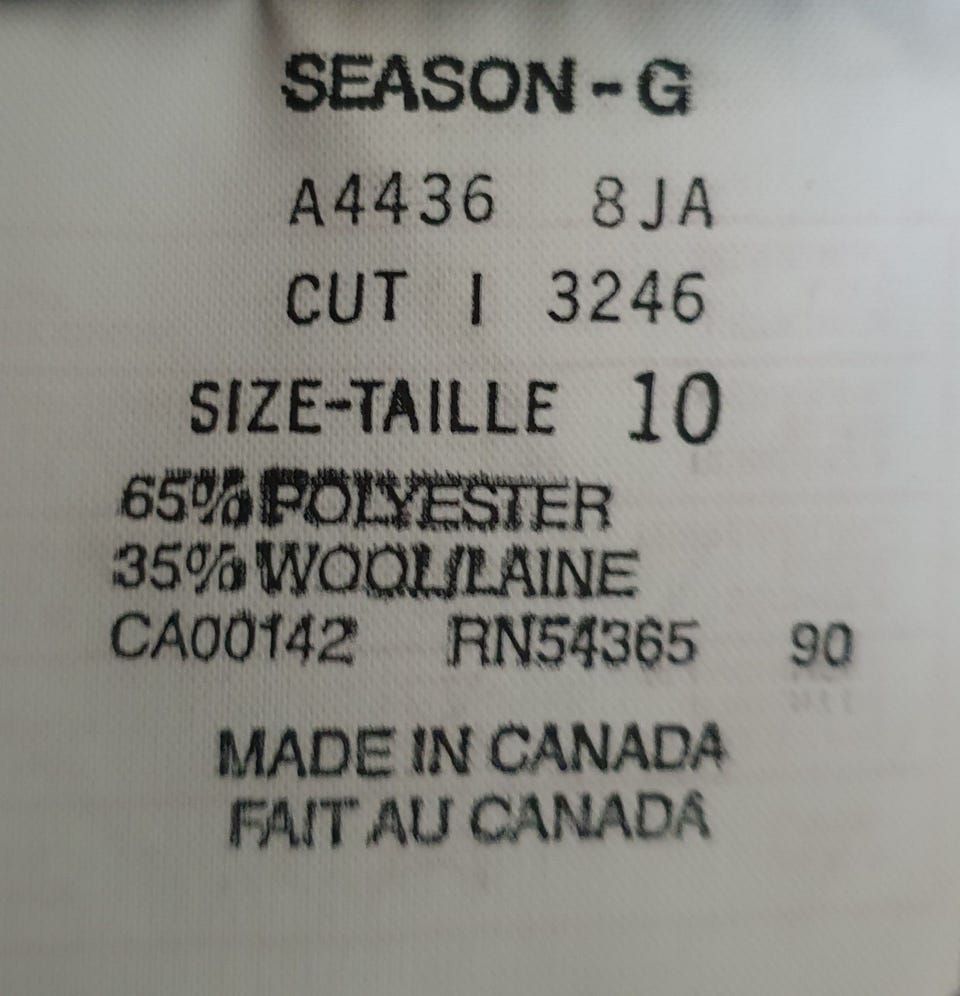 SEASON-G
A4436 8JA
CUT I 3246
SIZE-TAILLE 10
65% POLYESTER
35% WOOL/LAINE
CA00142 RN54365 90
MADE IN CANADA
FAIT AU CANADA